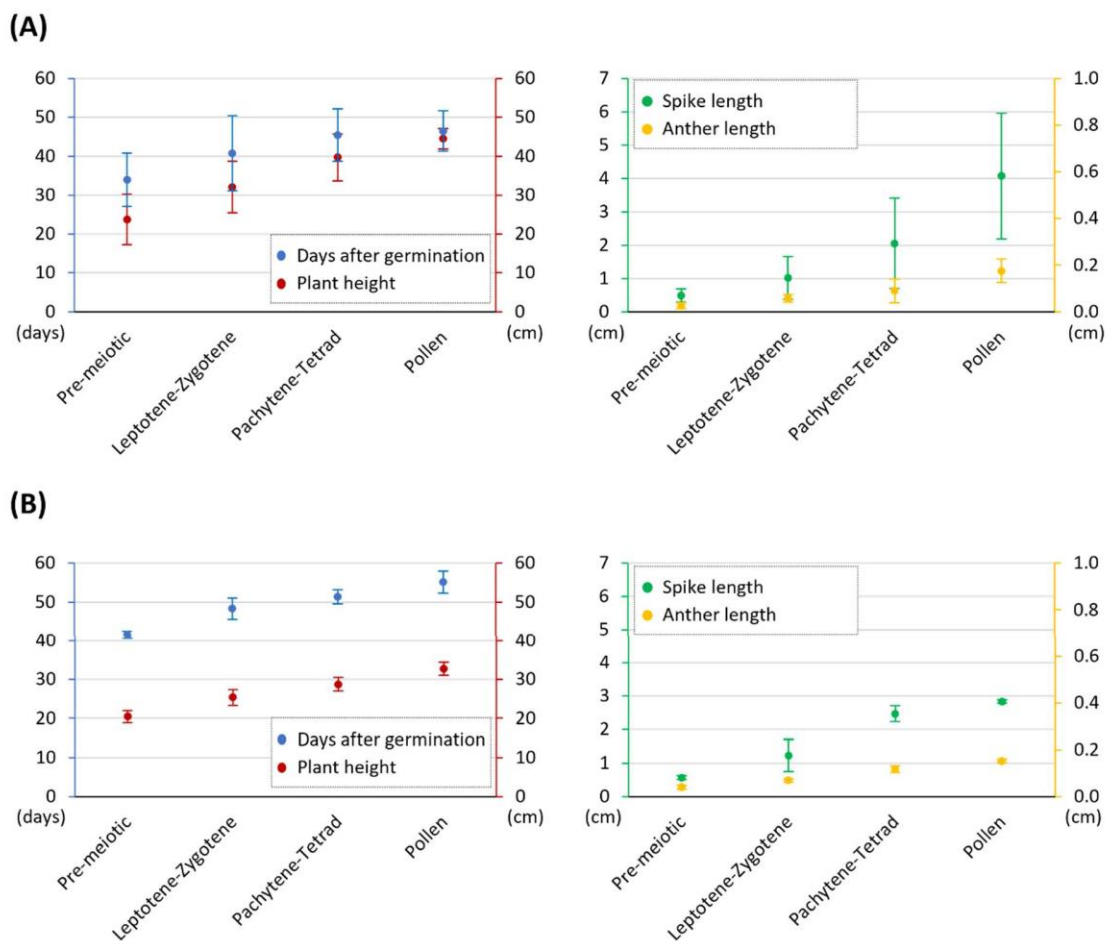 (A)
60
50
40
30
20
10
0
(days)
60
50
40
30
20
10
0
(cm)
Days after germination
Plant height
Pre-meiotic
Leptotene-Zygotene
Pachytene-Tetrad
Pollen
7
6
5
4
3
2
1
0
(cm)
1.0
0.8
0.6
0.4
0.2
0.0
(cm)
Spike length
Anther length
Pre-meiotic
Leptotene-Zygotene
Pachytene-Tetrad
Pollen
(B)
60
50
40
30
20
10
0
(days)
60
50
40
30
20
10
0
(cm)
Days after germination
Plant height
Pre-meiotic
Leptotene-Zygotene
Pachytene-Tetrad
Pollen
7
6
5
4
3
2
1
0
(cm)
1.0
0.8
0.6
0.4
0.2
0.0
(cm)
Spike length
Anther length
Pre-meiotic
Leptotene-Zygotene
Pachytene-Tetrad
Pollen